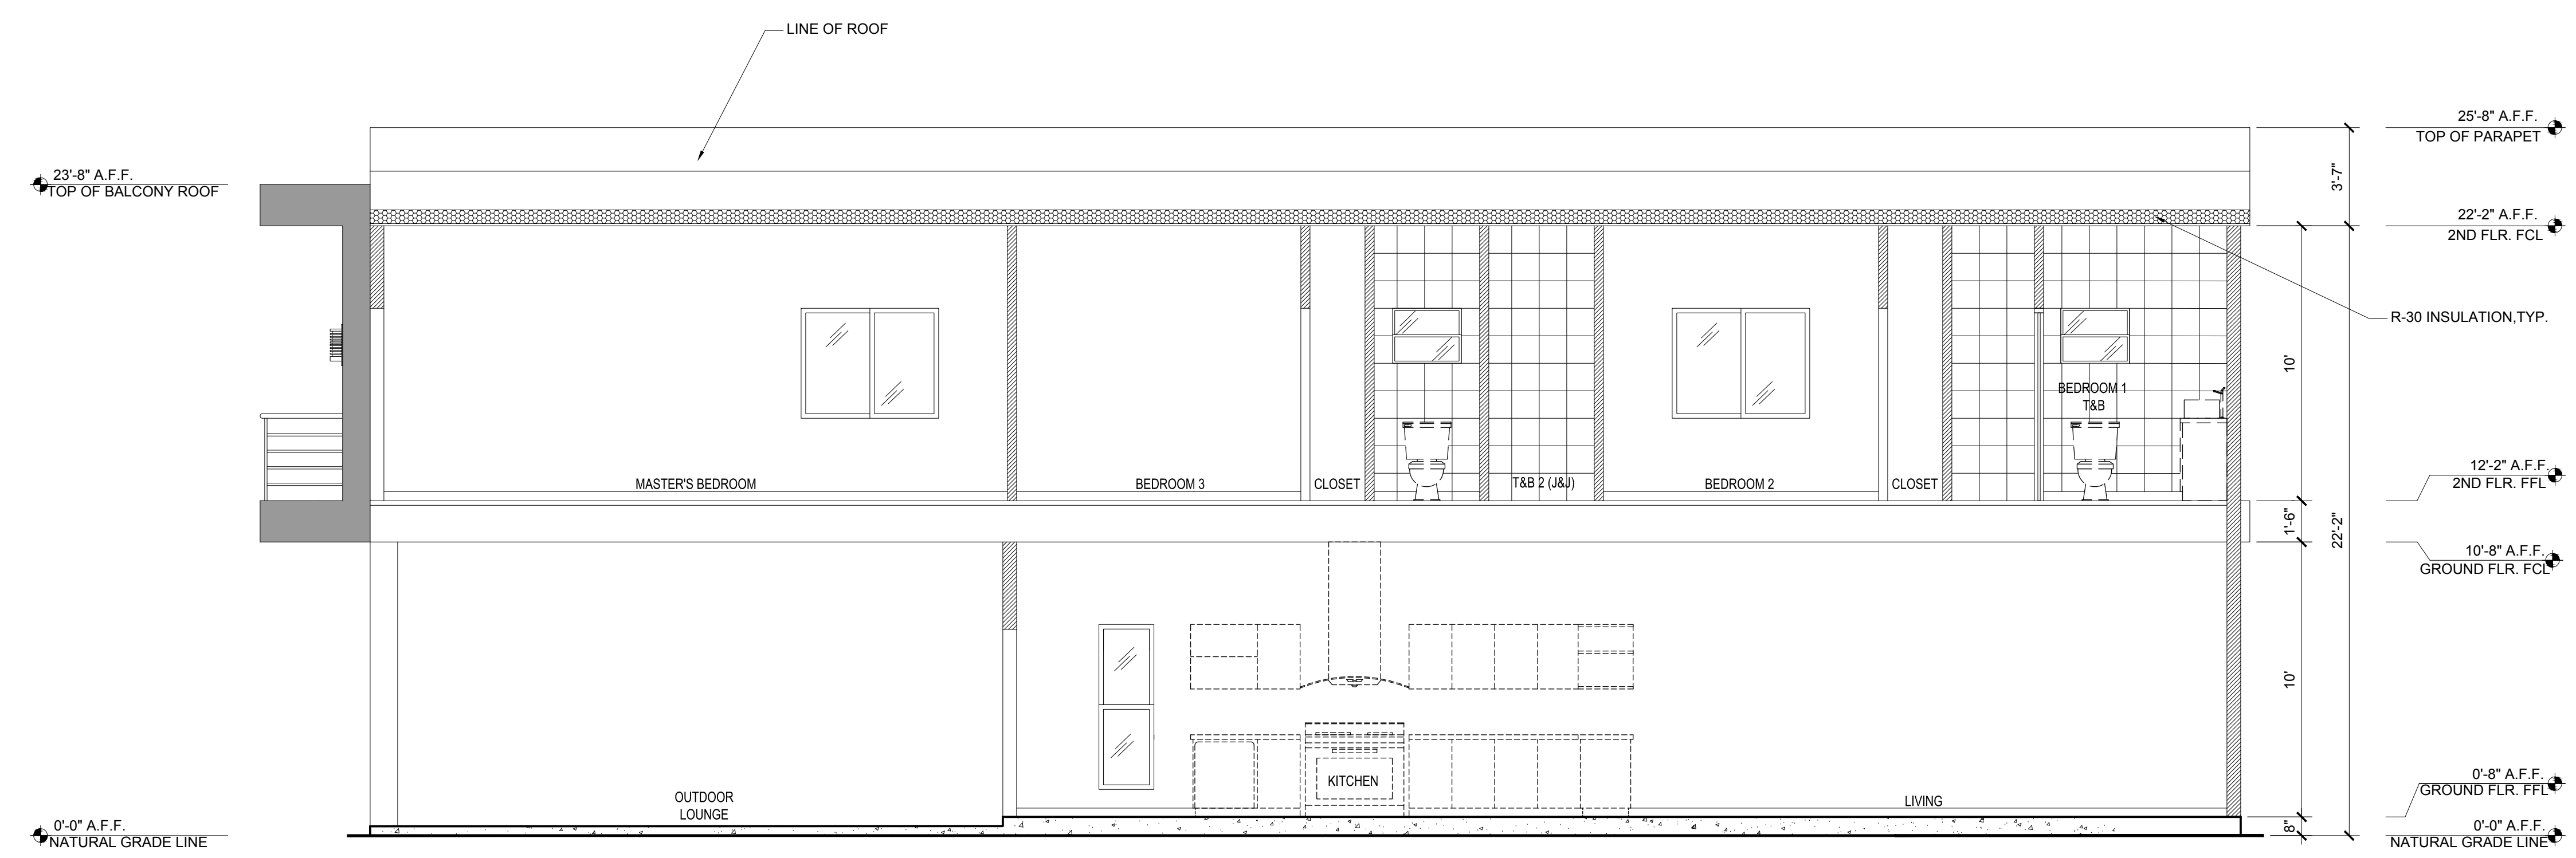 LINE OF ROOF
25'-8" A.F.F.
TOP OF PARAPET
23'-8" A.F.F.
TOP OF BALCONY ROOF
3'-7"
22'-2" A.F.F.
2ND FLR. FCL
R-30 INSULATION,TYP.
10'
BEDROOM 1
T&B
MASTER'S BEDROOM
BEDROOM 3
CLOSET
T&B 2 (J&J)
BEDROOM 2
CLOSET
12'-2" A.F.F.
2ND FLR. FFL
1'-6"
22'-2"
10'-8" A.F.F.
GROUND FLR. FCL
10'
KITCHEN
OUTDOOR
LOUNGE
LIVING
0'-8" A.F.F.
GROUND FLR. FFL
0'-0" A.F.F.
NATURAL GRADE LINE
8"
0'-0" A.F.F.
NATURAL GRADE LINE